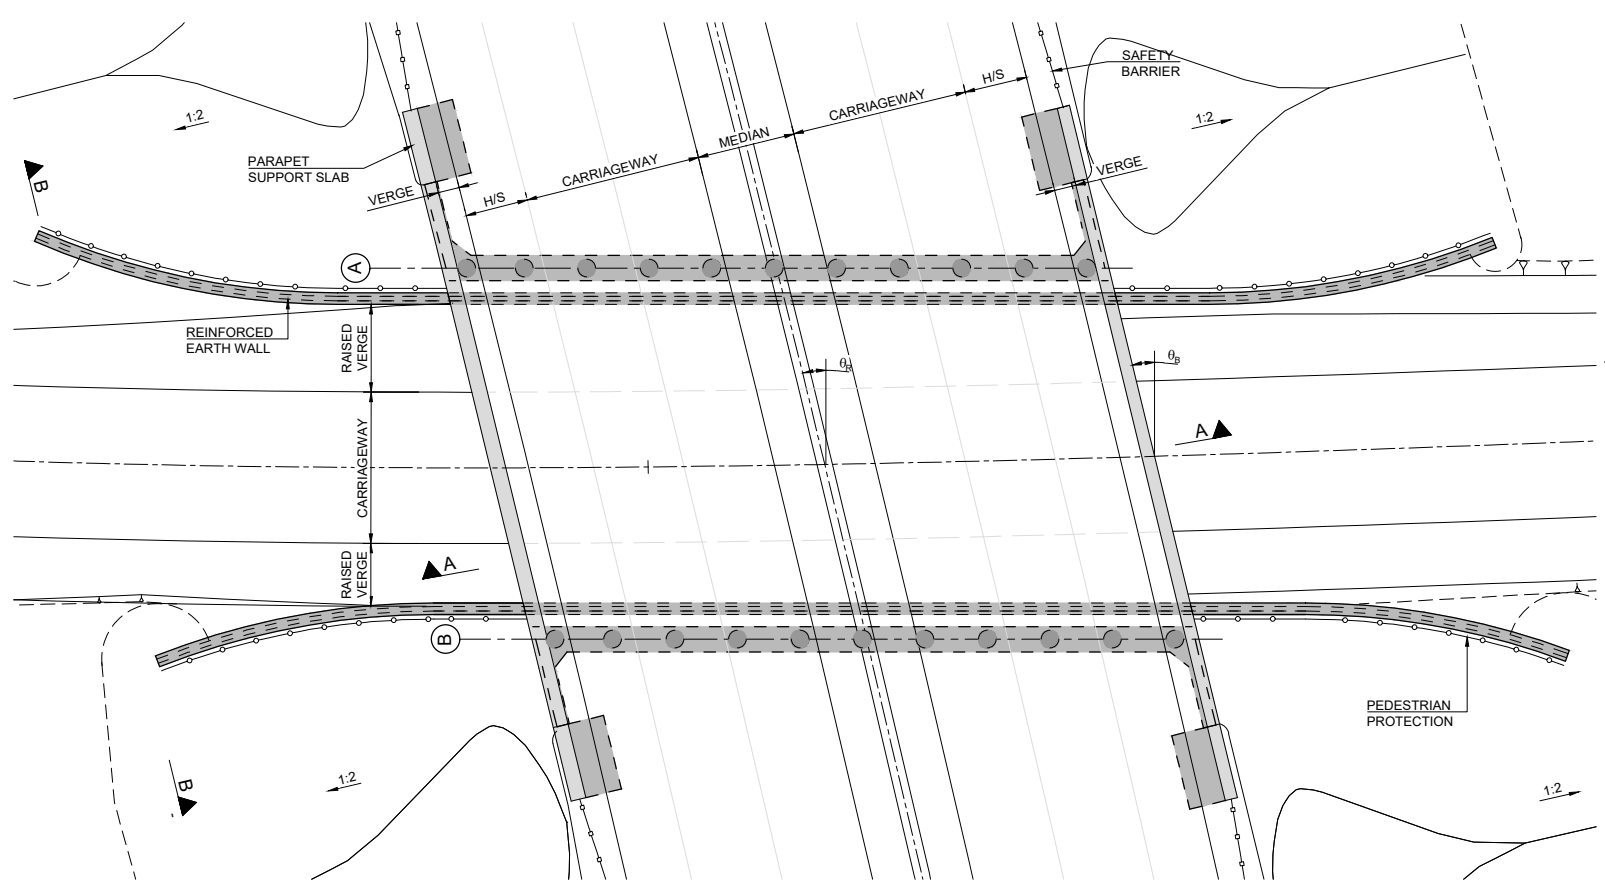 SAFETY
BARRIER
H/S
CARRIAGEWAY
MEDIAN
CARRIAGEWAY
H/S
VERGE
VERGE
1:2
1:2
PARAPET
SUPPORT SLAB
B
A
REINFORCED
EARTH WALL
RAISED
VERGE
θR
θB
CARRIAGEWAY
A
RAISED
VERGE
A
B
PEDESTRIAN
PROTECTION
B
1:2
1:2